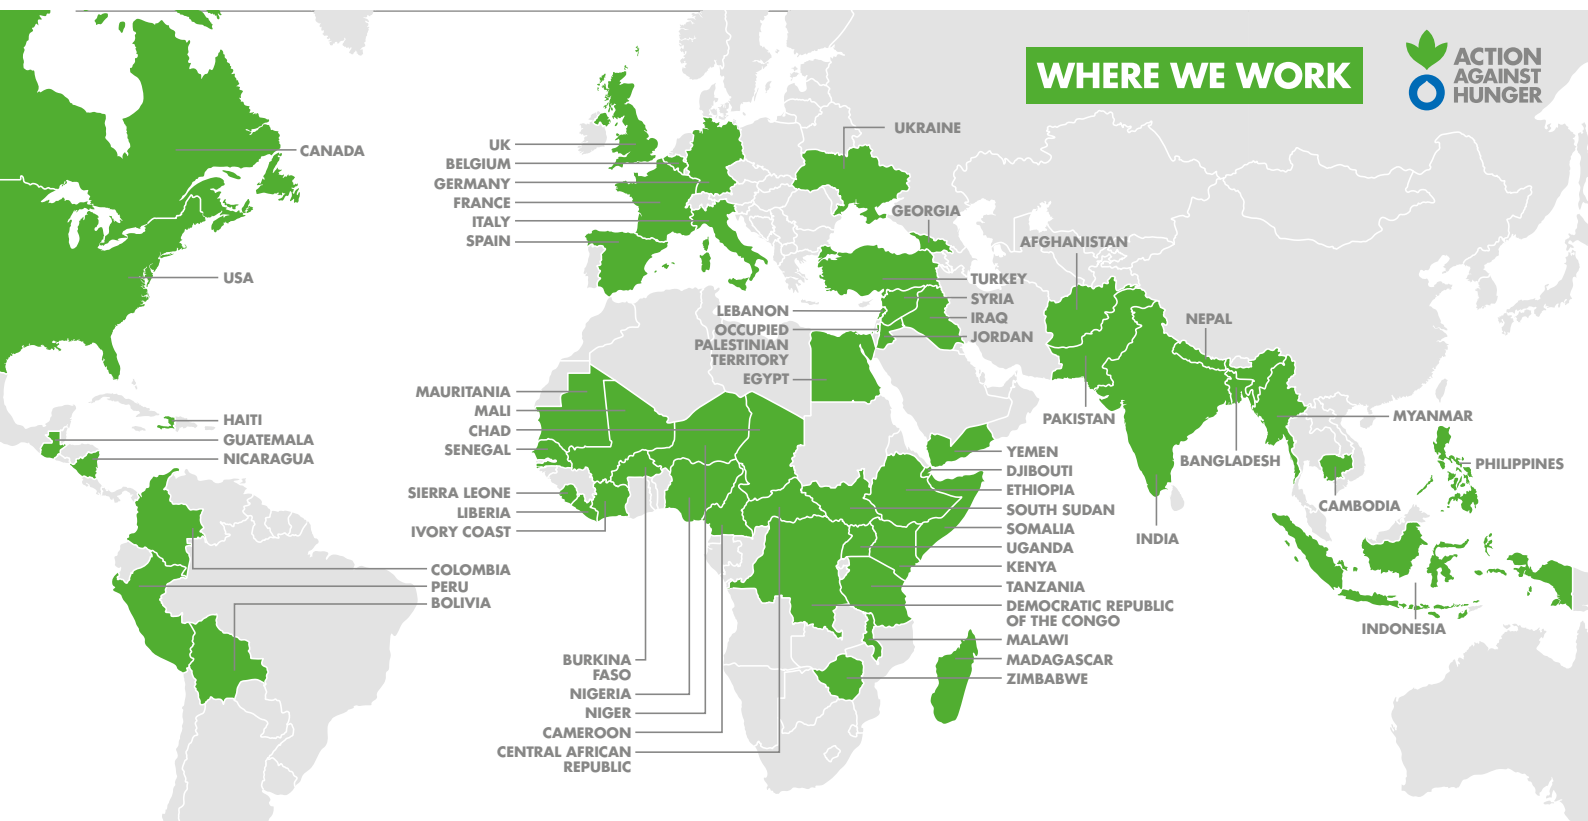 WHERE WE WORK
ACTION
AGAINST
HUNGER
CANADA
USA
HAITI
GUATEMALA
NICARAGUA
COLOMBIA
PERU
BOLIVIA
UK
BELGIUM
GERMANY
FRANCE
ITALY
SPAIN
UKRAINE
GEORGIA
AFGHANISTAN
TURKEY
SYRIA
IRAQ
JORDAN
LEBANON
OCCUPIED
PALESTINIAN
TERRITORY
EGYPT
MAURITANIA
MALI
CHAD
SENEGAL
SIERRA LEONE
LIBERIA
IVORY COAST
BURKINA
FASO
NIGERIA
NIGER
CAMEROON
CENTRAL AFRICAN
REPUBLIC
YEMEN
DJIBOUTI
ETHIOPIA
SOUTH SUDAN
SOMALIA
UGANDA
KENYA
TANZANIA
DEMOCRATIC REPUBLIC
OF THE CONGO
MALAWI
MADAGASCAR
ZIMBABWE
NEPAL
PAKISTAN
BANGLADESH
INDIA
MYANMAR
PHILIPPINES
CAMBODIA
INDONESIA